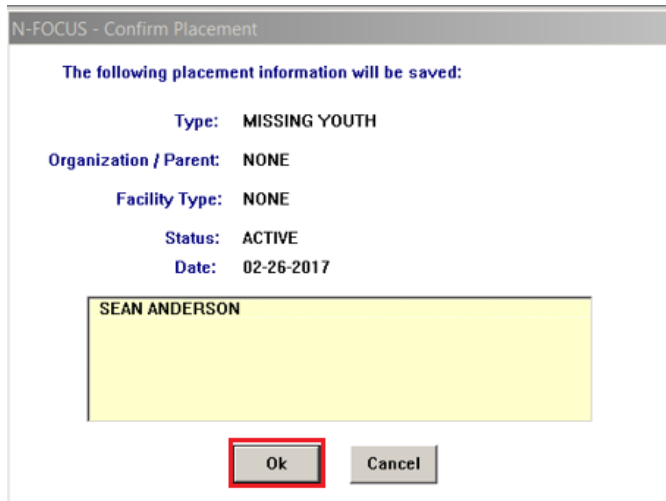 N-FOCUS - Confirm Placement
The following placement information will be saved:
Type: MISSING YOUTH
Organization / Parent: NONE
Facility Type: NONE
Status: ACTIVE
Date: 02-26-2017
SEAN ANDERSON
Ok Cancel